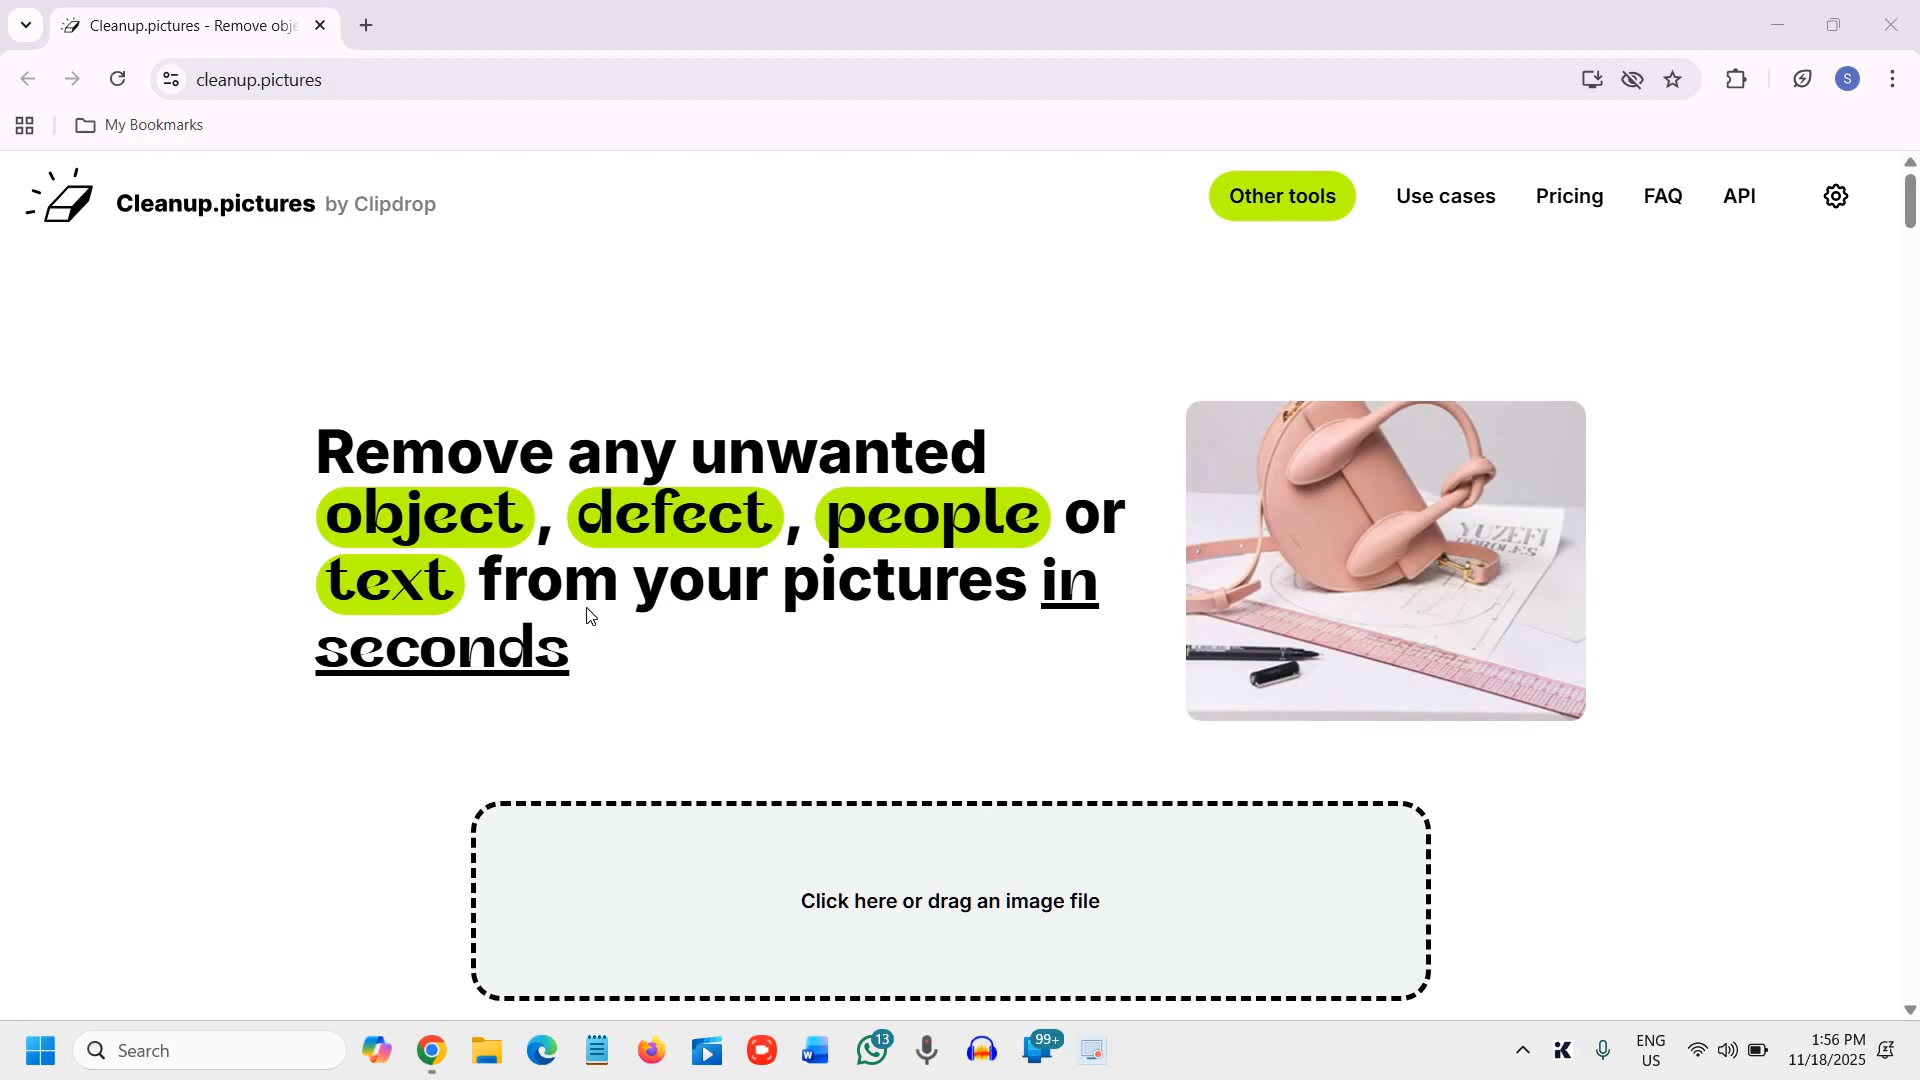 Cleanup.pictures - Remove obje
cleanup.pictures
S
My Bookmarks
Cleanup.pictures by Clipdrop
Other tools
Use cases
Pricing
FAQ
API
Remove any unwanted
object, defect, people or
text from your pictures in
seconds
YUZEFI
Click here or drag an image file
Search
W
13
99+
ENG
US
1:56 PM
11/18/2025